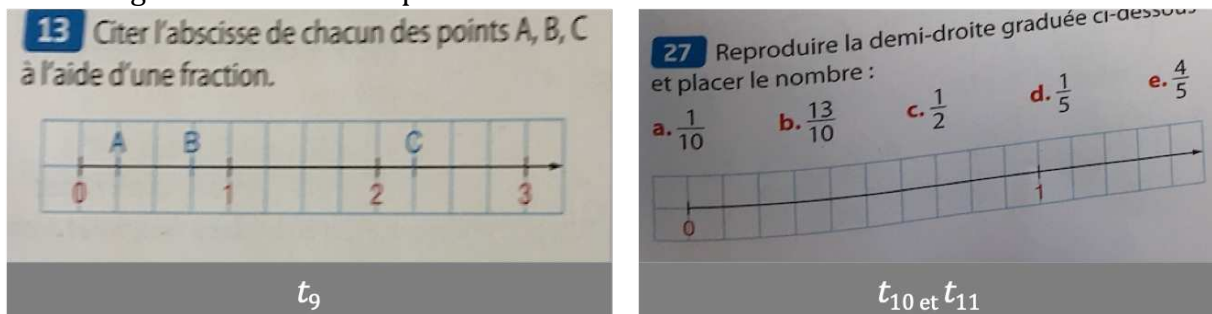 13 Citer l'abscisse de chacun des points A, B, C
à l'aide d'une fraction.
A B C
0 1 2 3
t9
27 Reproduire la demi-droite graduée ci-dessous
et placer le nombre :
a. 1/10 b. 13/10 c. 1/2 d. 1/5 e. 4/5
0 1
t10 et t11